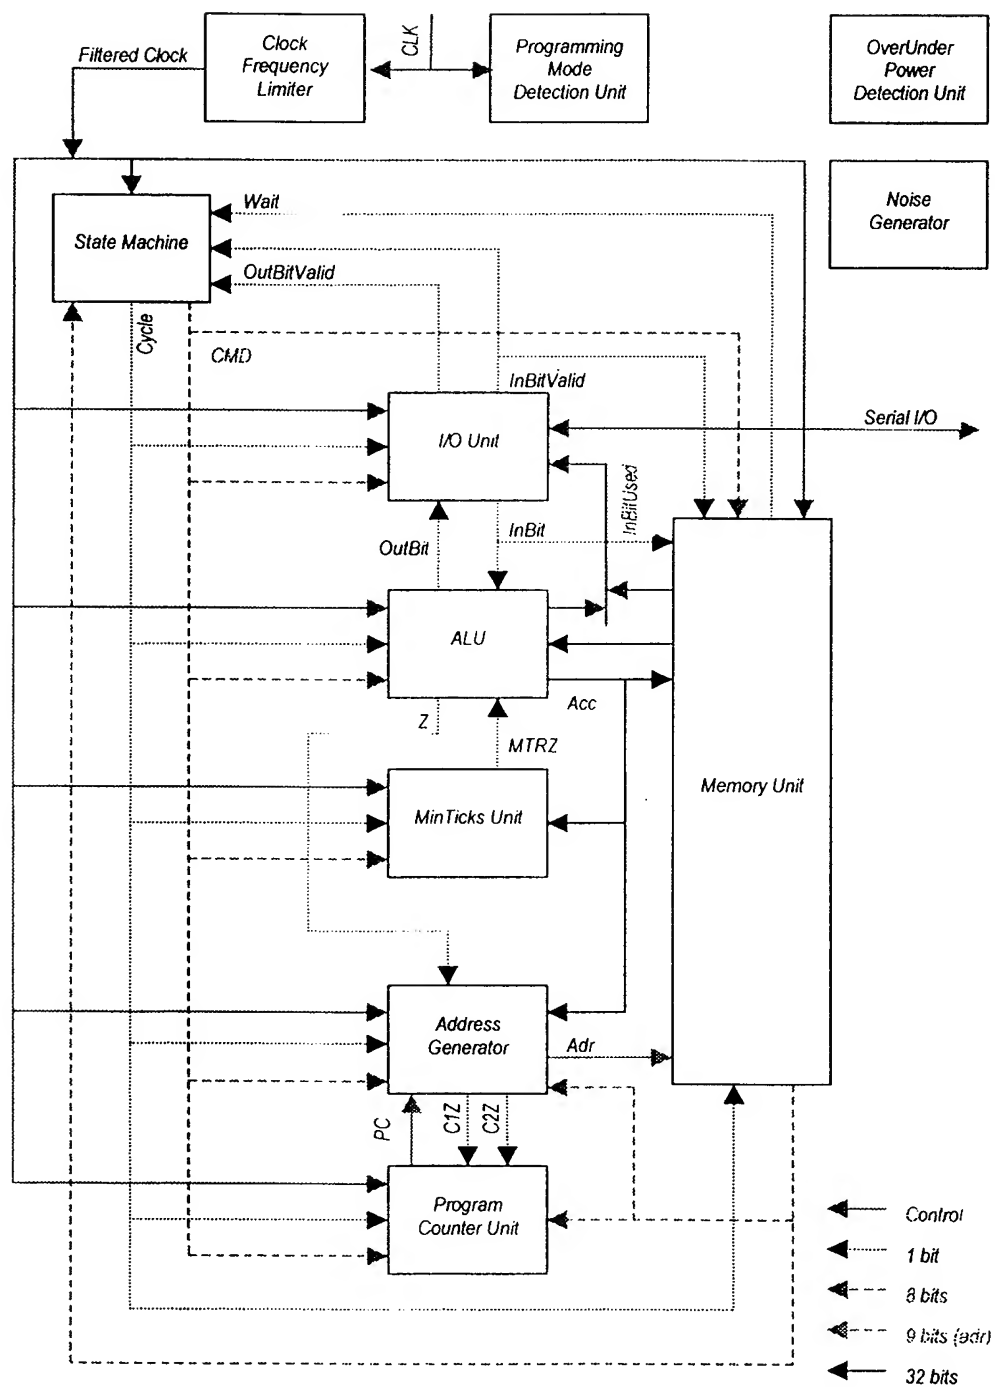 Filtered Clock
Clock
Frequency
Limiter
CLK
Programming
Mode
Detection Unit
OverUnder
Power
Detection Unit
State Machine
Wait
OutBitValid
Noise
Generator
Cycle
CMD
InBitValid
I/O Unit
Serial I/O
InBitUsed
OutBit
InBit
ALU
Z
Acc
MTRZ
MinTicks Unit
Memory Unit
Address
Generator
Adr
PC
C1Z
C2Z
Program
Counter Unit
Control
1 bit
8 bits
9 bits (adr)
32 bits